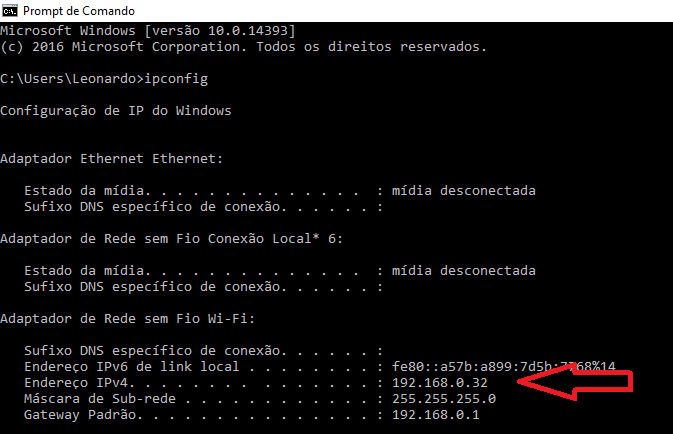 Prompt de Comando
Microsoft Windows [versão 10.0.14393]
(c) 2016 Microsoft Corporation. Todos os direitos reservados.
C:\Users\Leonardo>ipconfig
Configuração de IP do Windows
Adaptador Ethernet Ethernet:
Estado da mídia. . . . . . . . . . . . . . : mídia desconectada
Sufixo DNS específico de conexão. . . . . . :
Adaptador de Rede sem Fio Conexão Local* 6:
Estado da mídia. . . . . . . . . . . . . . : mídia desconectada
Sufixo DNS específico de conexão. . . . . . :
Adaptador de Rede sem Fio Wi-Fi:
Sufixo DNS específico de conexão. . . . . . :
Endereço IPv6 de link local . . . . . . . . : fe80::a57b:a899:7d5b:7768%14
Endereço IPv4. . . . . . . . . . . . . . . : 192.168.0.32
Máscara de Sub-rede . . . . . . . . . . . . : 255.255.255.0
Gateway Padrão. . . . . . . . . . . . . . . : 192.168.0.1